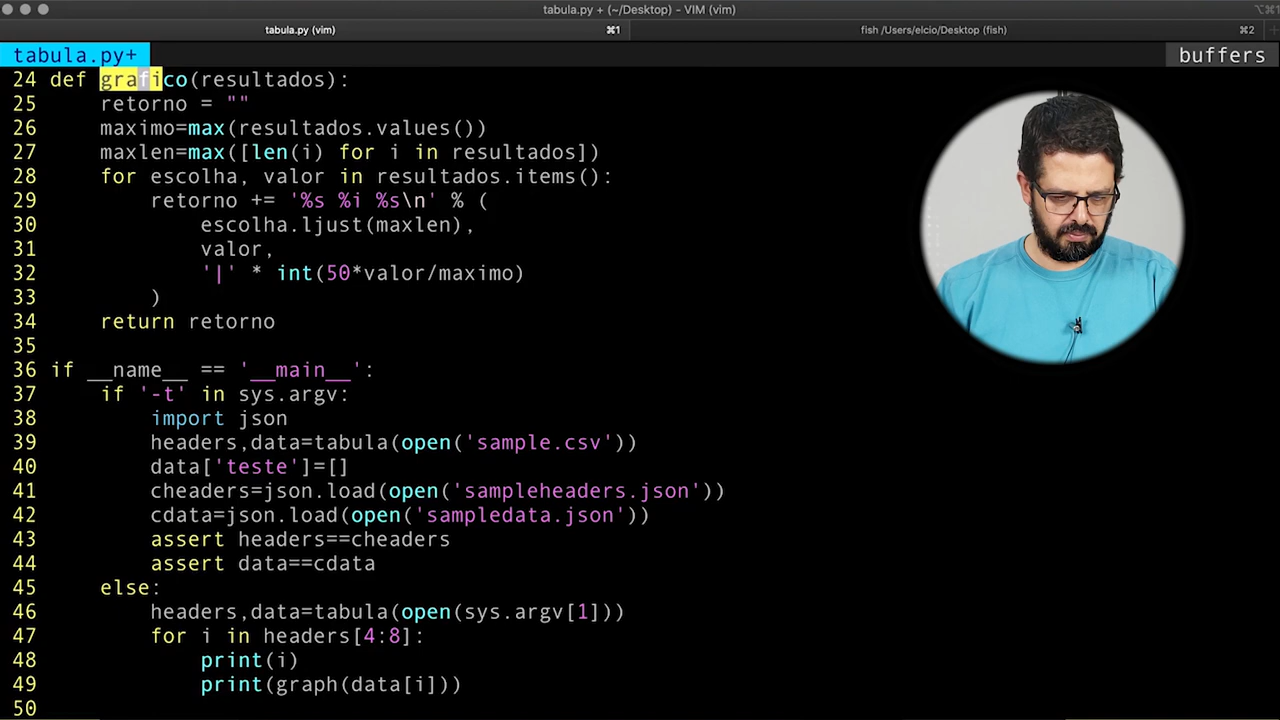 tabula.py + (~/Desktop) - VIM (vim)
tabula.py (vim) ⌘1 fish /Users/elcio/Desktop (fish) ⌘2
tabula.py+ buffers
24 def grafico(resultados):
25     retorno = ""
26     maximo=max(resultados.values())
27     maxlen=max([len(i) for i in resultados])
28     for escolha, valor in resultados.items():
29         retorno += '%s %i %s\n' % (
30             escolha.ljust(maxlen),
31             valor,
32             '|' * int(50*valor/maximo)
33         )
34     return retorno
35
36 if __name__ == '__main__':
37     if '-t' in sys.argv:
38         import json
39         headers,data=tabula(open('sample.csv'))
40         data['teste']=[]
41         cheaders=json.load(open('sampleheaders.json'))
42         cdata=json.load(open('sampledata.json'))
43         assert headers==cheaders
44         assert data==cdata
45     else:
46         headers,data=tabula(open(sys.argv[1]))
47         for i in headers[4:8]:
48             print(i)
49             print(graph(data[i]))
50